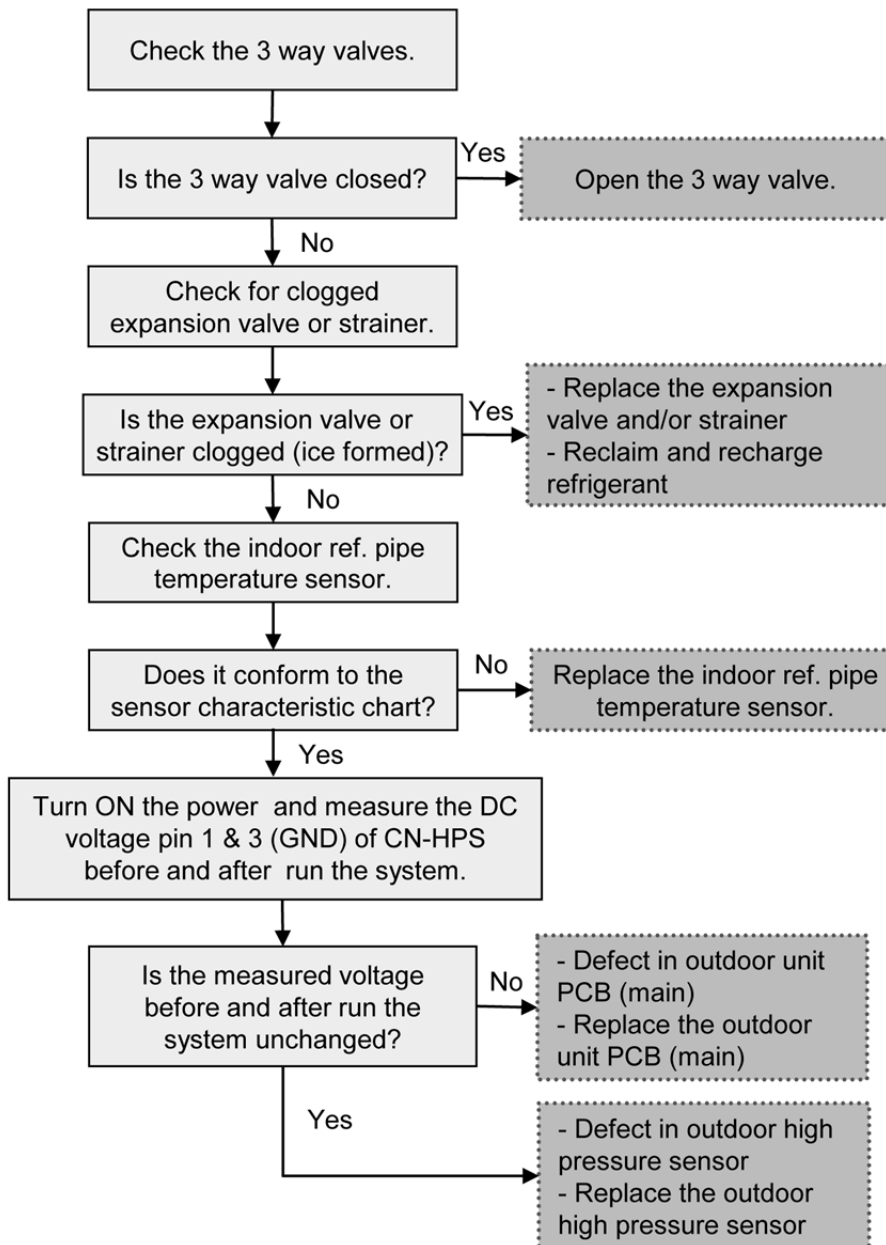 Check the 3 way valves.
Is the 3 way valve closed?
Yes
Open the 3 way valve.
No
Check for clogged
expansion valve or strainer.
Is the expansion valve or
strainer clogged (ice formed)?
Yes
- Replace the expansion
valve and/or strainer
- Reclaim and recharge
refrigerant
No
Check the indoor ref. pipe
temperature sensor.
Does it conform to the
sensor characteristic chart?
No
Replace the indoor ref. pipe
temperature sensor.
Yes
Turn ON the power and measure the DC
voltage pin 1 & 3 (GND) of CN-HPS
before and after run the system.
Is the measured voltage
before and after run the
system unchanged?
No
- Defect in outdoor unit
PCB (main)
- Replace the outdoor
unit PCB (main)
Yes
- Defect in outdoor high
pressure sensor
- Replace the outdoor
high pressure sensor